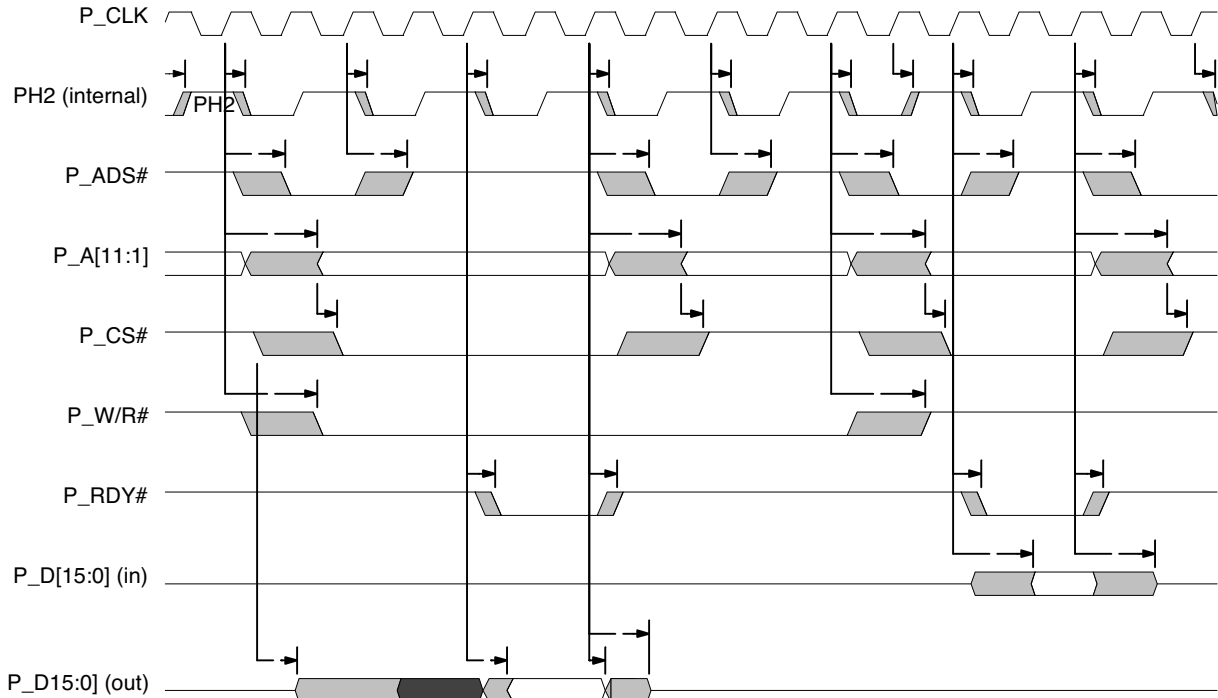 P_CLK
PH2 (internal)
PH2
P_ADS#
P_A[11:1]
P_CS#
P_W/R#
P_RDY#
P_D[15:0] (in)
P_D15:0] (out)